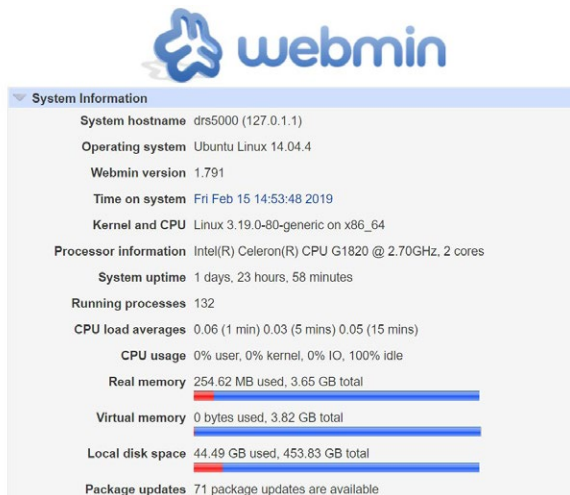 webmin
System Information
System hostname drs5000 (127.0.1.1)
Operating system Ubuntu Linux 14.04.4
Webmin version 1.791
Time on system Fri Feb 15 14:53:48 2019
Kernel and CPU Linux 3.19.0-80-generic on x86_64
Processor information Intel(R) Celeron(R) CPU G1820 @ 2.70GHz, 2 cores
System uptime 1 days, 23 hours, 58 minutes
Running processes 132
CPU load averages 0.06 (1 min) 0.03 (5 mins) 0.05 (15 mins)
CPU usage 0% user, 0% kernel, 0% IO, 100% idle
Real memory 254.62 MB used, 3.65 GB total
Virtual memory 0 bytes used, 3.82 GB total
Local disk space 44.49 GB used, 453.83 GB total
Package updates 71 package updates are available